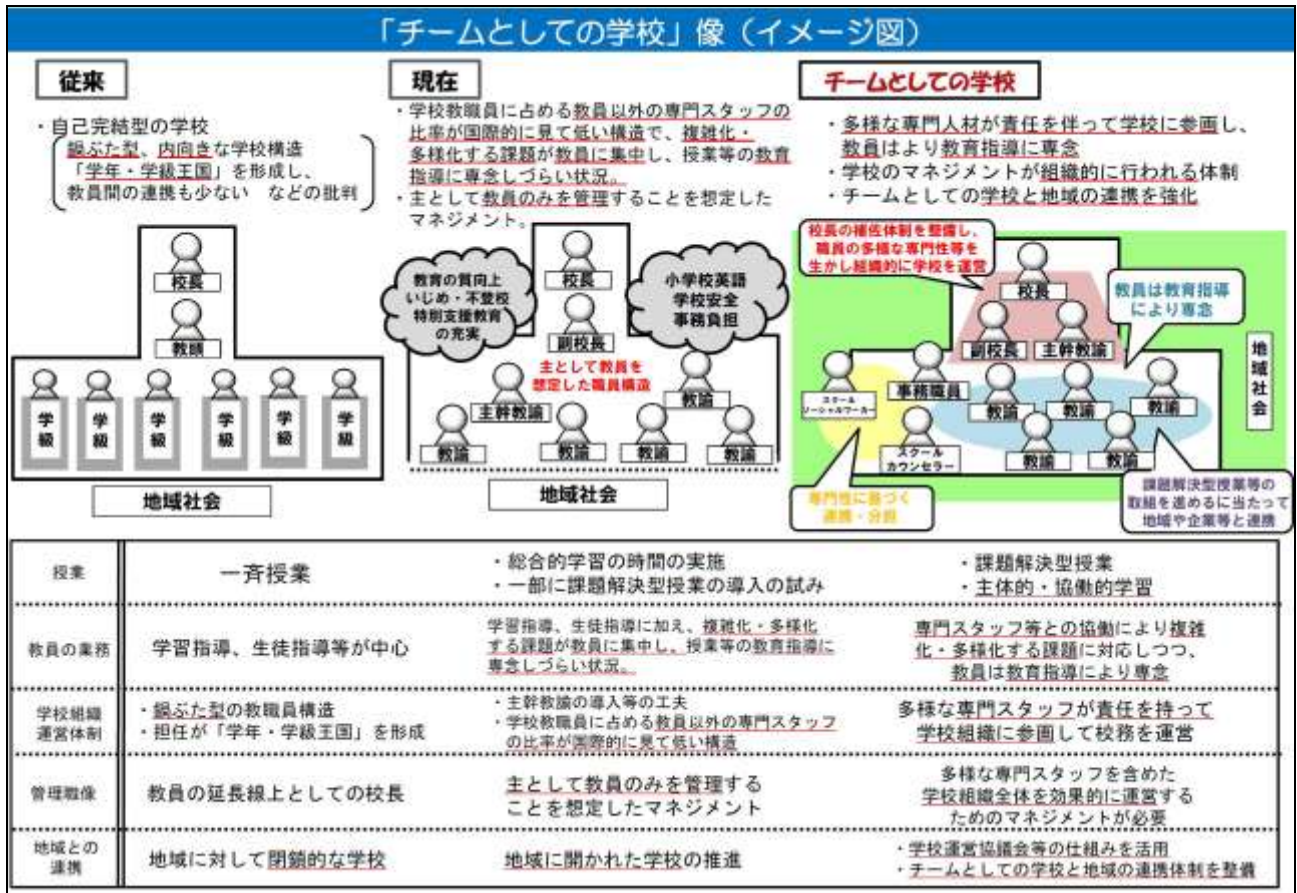 「チームとしての学校」像（イメージ図）
従来
・自己完結型の学校
鍋ぶた型、内向きな学校構造
「学年・学級王国」を形成し、
教員間の連携も少ない　などの批判
校長
教頭
学級
学級
学級
学級
学級
学級
地域社会
現在
・学校教職員に占める教員以外の専門スタッフの
比率が国際的に見て低い構造で、複雑化・
多様化する課題が教員に集中し、授業等の教育
指導に専念しづらい状況。
・主として教員のみを管理することを想定した
マネジメント。
教育の質向上
いじめ・不登校
特別支援教育
の充実
小学校英語
学校安全
事務負担
校長
副校長
主として教員を
想定した職員構造
主幹教諭
教諭
教諭
教諭
教諭
教諭
地域社会
チームとしての学校
・多様な専門人材が責任を伴って学校に参画し、
教員はより教育指導に専念
・学校のマネジメントが組織的に行われる体制
・チームとしての学校と地域の連携を強化
校長の補佐体制を整備し、
職員の多様な専門性等を
生かし組織的に学校を運営
校長
教員は教育指導
により専念
副校長
主幹教諭
地域社会
スクール
ソーシャルワーカー
事務職員
教諭
教諭
教諭
スクール
カウンセラー
教諭
教諭
専門性に基づく
連携・分担
課題解決型授業等の
取組を進めるに当たって
地域や企業等と連携
授業
一斉授業
・総合的学習の時間の実施
・一部に課題解決型授業の導入の試み
・課題解決型授業
・主体的・協働的学習
教員の業務
学習指導、生徒指導等が中心
学習指導、生徒指導に加え、複雑化・多様化
する課題が教員に集中し、授業等の教育指導に
専念しづらい状況。
専門スタッフ等との協働により複雑
化・多様化する課題に対応しつつ、
教員は教育指導により専念
学校組織
運営体制
・鍋ぶた型の教職員構造
・担任が「学年・学級王国」を形成
・主幹教諭の導入等の工夫
・学校教職員に占める教員以外の専門スタッフ
の比率が国際的に見て低い構造
多様な専門スタッフが責任を持って
学校組織に参画して校務を運営
管理職像
教員の延長線上としての校長
主として教員のみを管理する
ことを想定したマネジメント
多様な専門スタッフを含めた
学校組織全体を効果的に運営する
ためのマネジメントが必要
地域との
連携
地域に対して閉鎖的な学校
地域に開かれた学校の推進
・学校運営協議会等の仕組みを活用
・チームとしての学校と地域の連携体制を整備